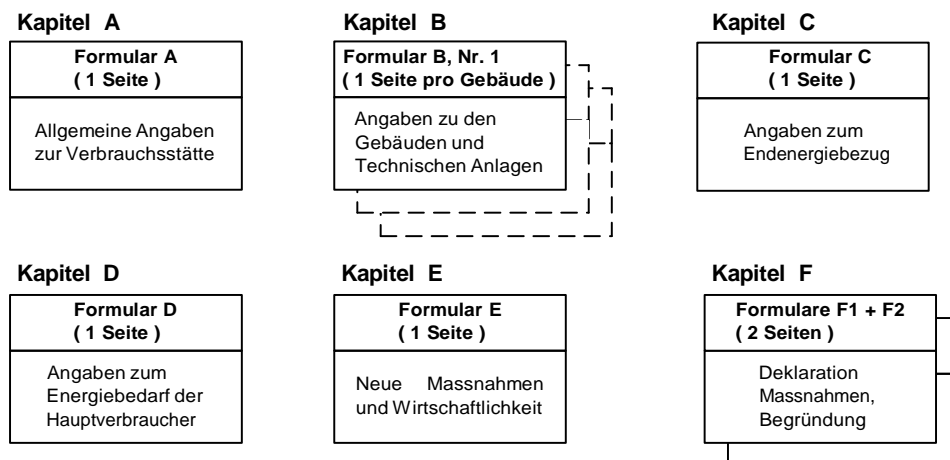 Kapitel A
Formular A
( 1 Seite )
Allgemeine Angaben
zur Verbrauchsstätte
Kapitel B
Formular B, Nr. 1
( 1 Seite pro Gebäude )
Angaben zu den
Gebäuden und
Technischen Anlagen
Kapitel C
Formular C
( 1 Seite )
Angaben zum
Endenergiebezug
Kapitel D
Formular D
( 1 Seite )
Angaben zum
Energiebedarf der
Hauptverbraucher
Kapitel E
Formular E
( 1 Seite )
Neue Massnahmen
und Wirtschaftlichkeit
Kapitel F
Formulare F1 + F2
( 2 Seiten )
Deklaration
Massnahmen,
Begründung